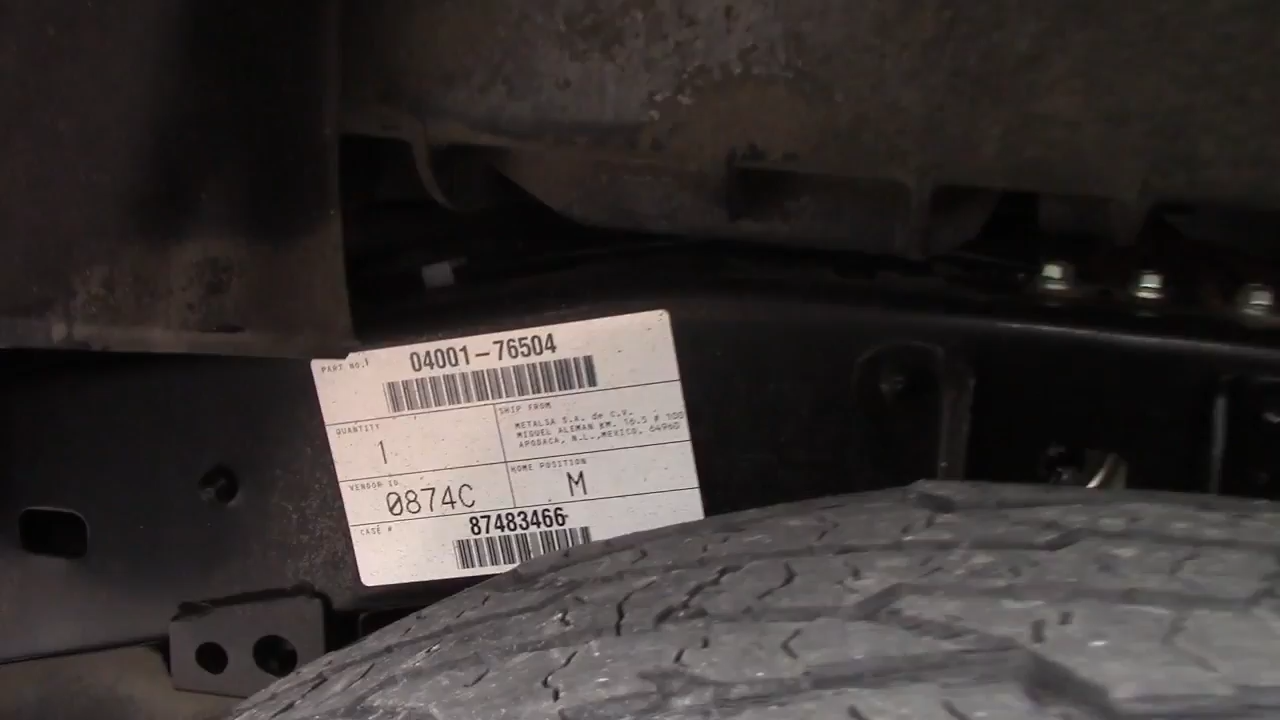 PART NO.
04001-76504
QUANTITY
1
SHIP FROM
METALSA S.A. de C.V.
MIGUEL ALEMAN KM. 16.5 # 100
APODACA, N.L.,MEXICO, 64960
VENDOR ID
0874C
HOME POSITION
M
CASE #
87483466